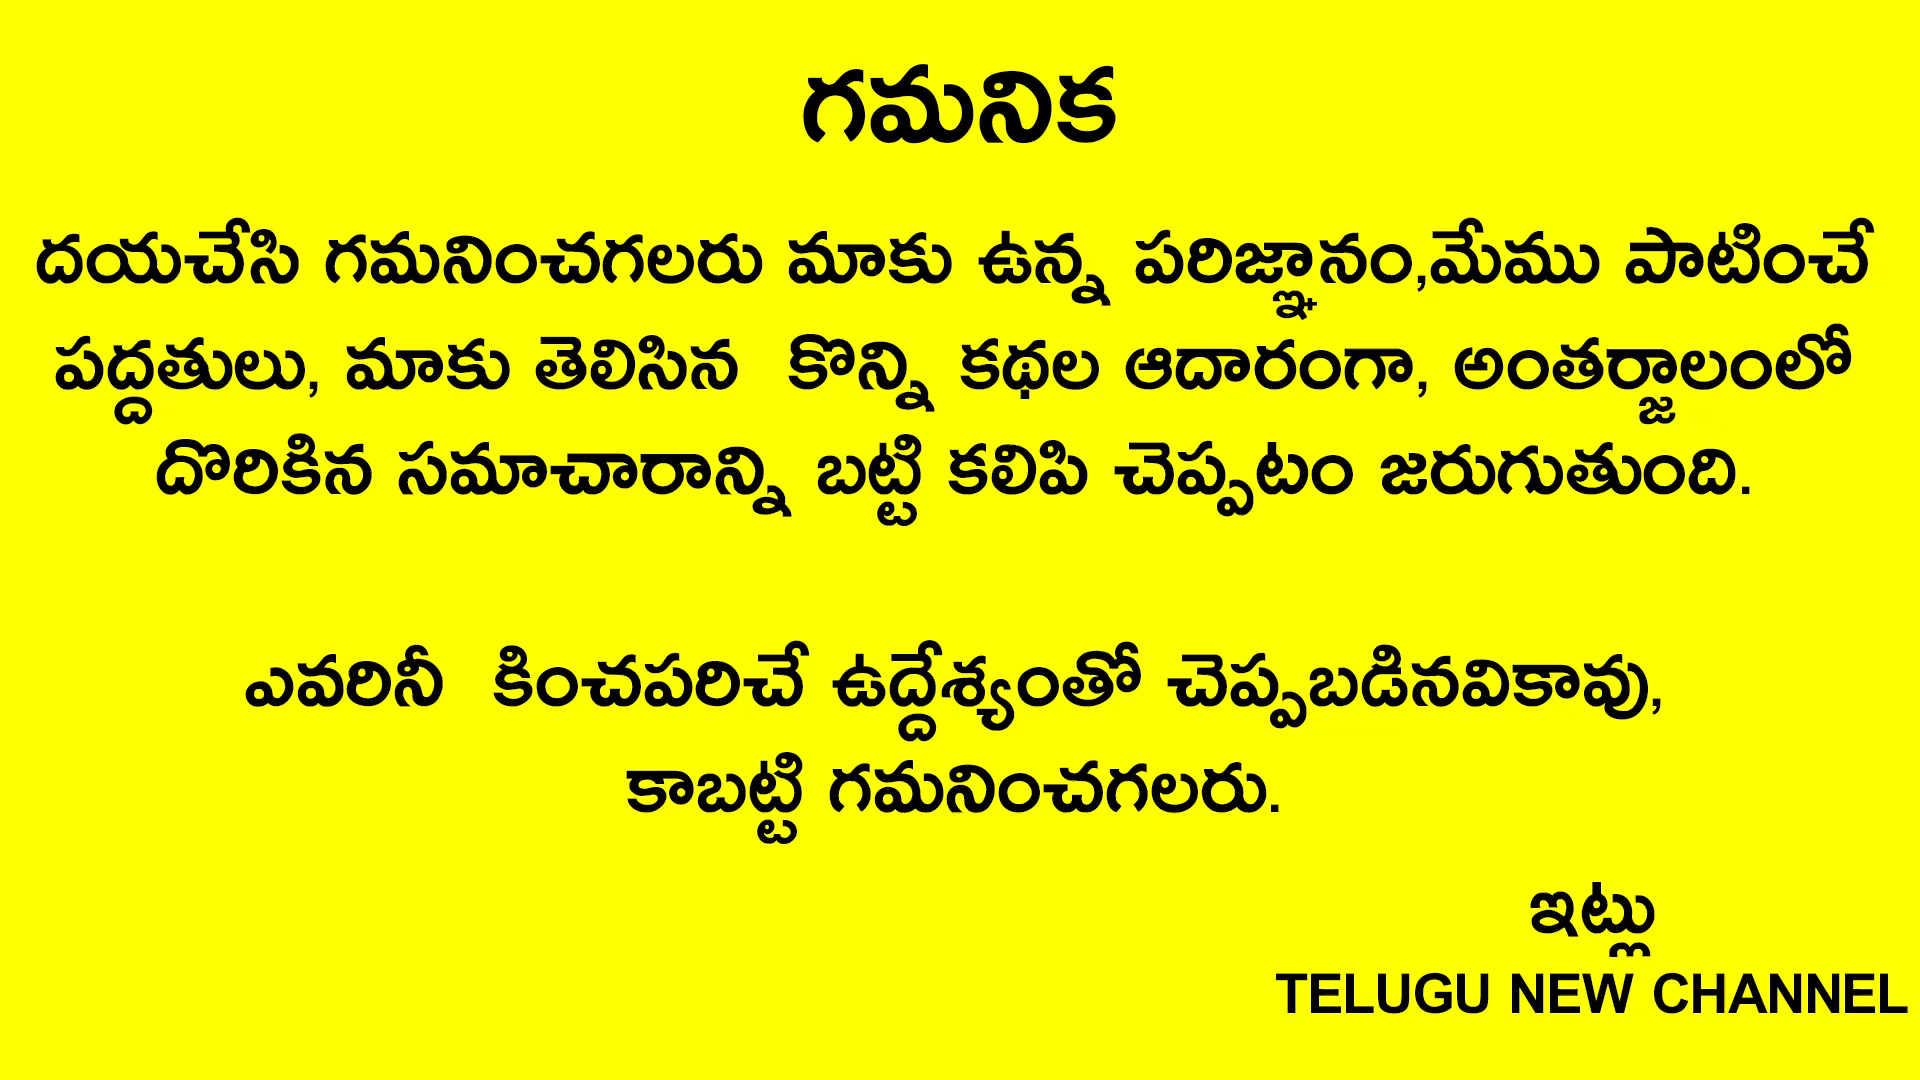 గమనిక
దయచేసి గమనించగలరు మాకు ఉన్న పరిజ్ఞానం,మేము పాటించే
పద్దతులు, మాకు తెలిసిన కొన్ని కథల ఆదారంగా, అంతర్జాలంలో
దొరికిన సమాచారాన్ని బట్టి కలిపి చెప్పటం జరుగుతుంది.
ఎవరినీ కించపరిచే ఉద్దేశ్యంతో చెప్పబడినవికావు,
కాబట్టి గమనించగలరు.
ఇట్లు
TELUGU NEW CHANNEL